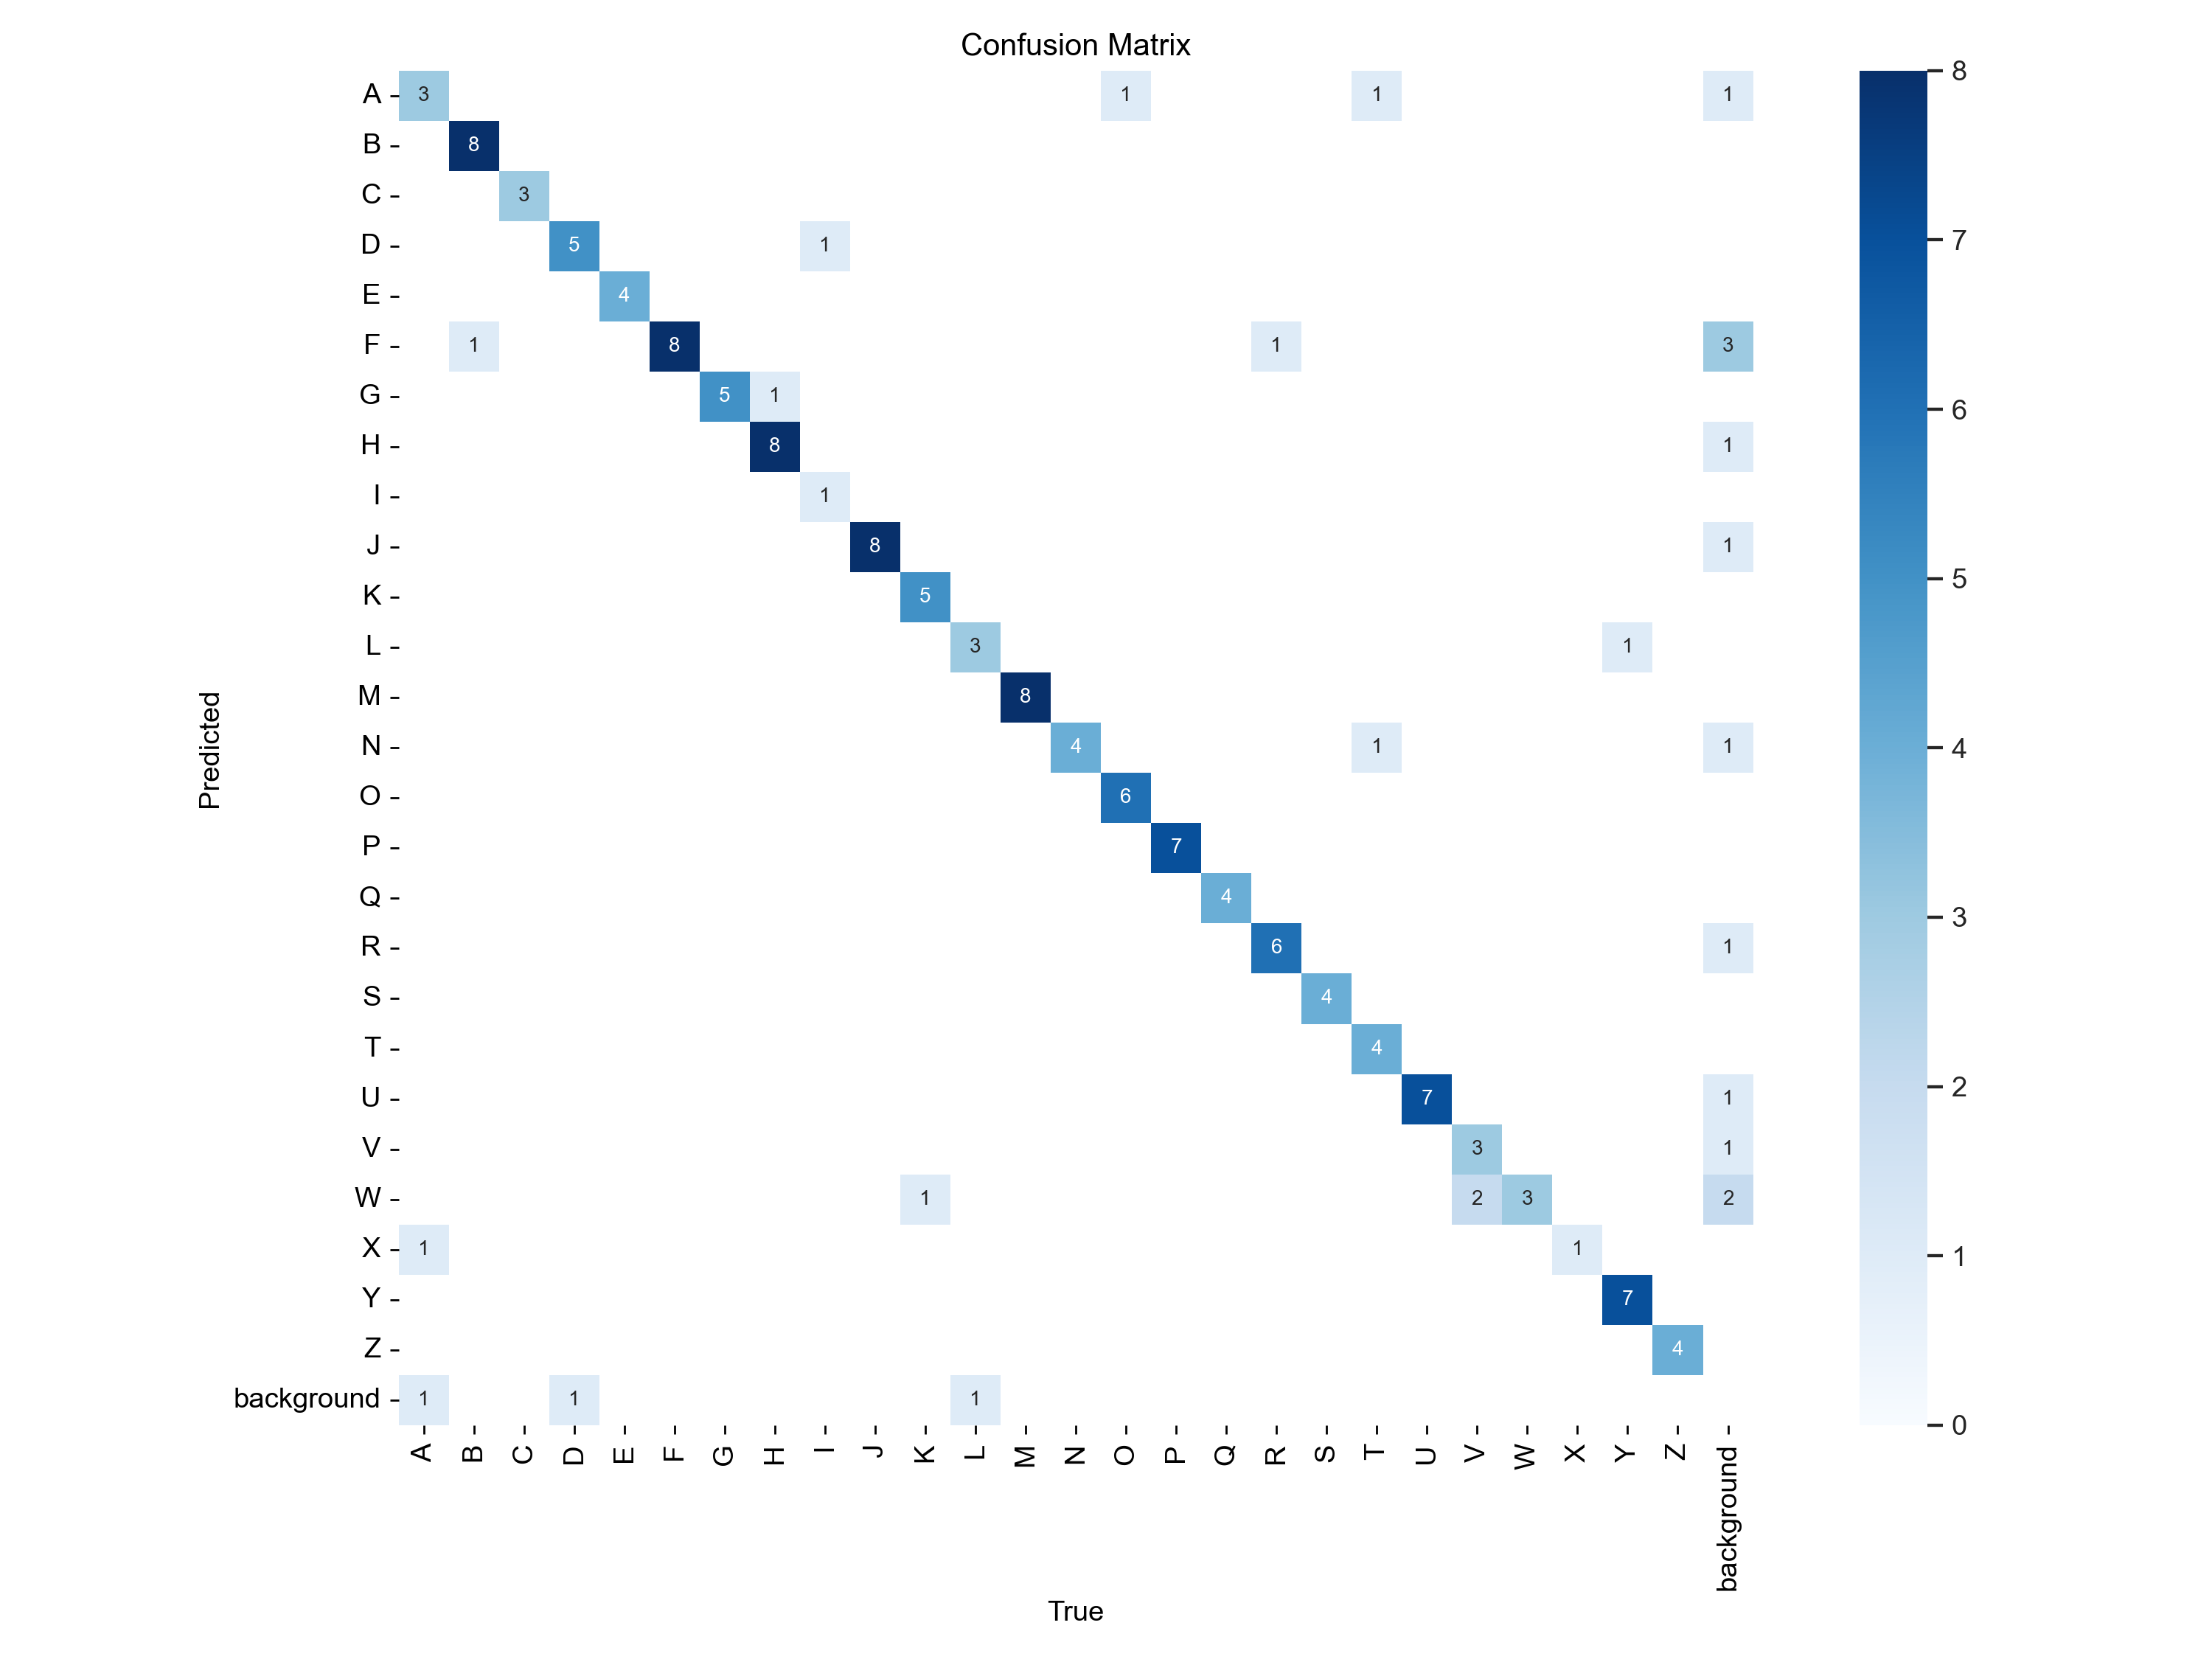 Confusion Matrix
A 3 1 1 1 8
B 8
C 3
D 5 1 7
E 4
F 1 8 1 3
G 5 1 6
H 8 1
I 1
J 8 1
K 5 5
L 3 1
M 8
Predicted
N 4 1 1 4
O 6
P 7
Q 4 3
R 6 1
S 4
T 4
U 7 1 2
V 3 1
W 1 2 3 2
X 1 1 1
Y 7
Z 4
background 1 1 1 0
A B C D E F G H I J K L M N O P Q R S T U V W X Y Z background
True